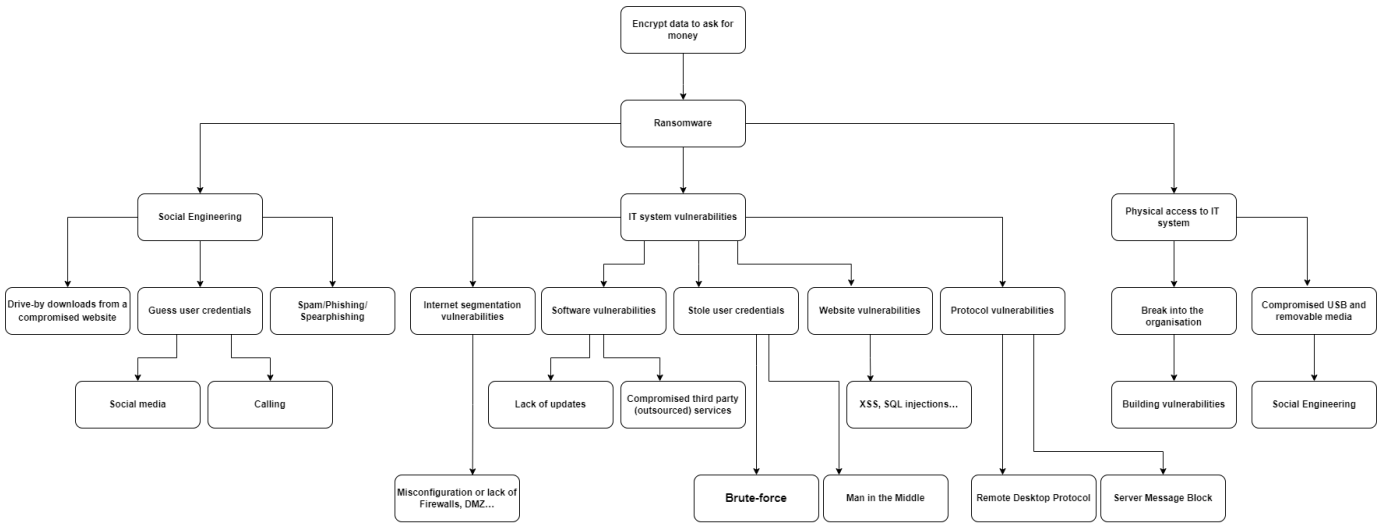 Encrypt data to ask for
money
Ransomware
Social Engineering
IT system vulnerabilities
Physical access to IT
system
Drive-by downloads from a
compromised website
Guess user credentials
Spam/Phishing/
Spearphishing
Internet segmentation
vulnerabilities
Software vulnerabilities
Stole user credentials
Website vulnerabilities
Protocol vulnerabilities
Break into the
organisation
Compromised USB and
removable media
Social media
Calling
Lack of updates
Compromised third party
(outsourced) services
XSS, SQL injections...
Building vulnerabilities
Social Engineering
Misconfiguration or lack of
Firewalls, DMZ...
Brute-force
Man in the Middle
Remote Desktop Protocol
Server Message Block